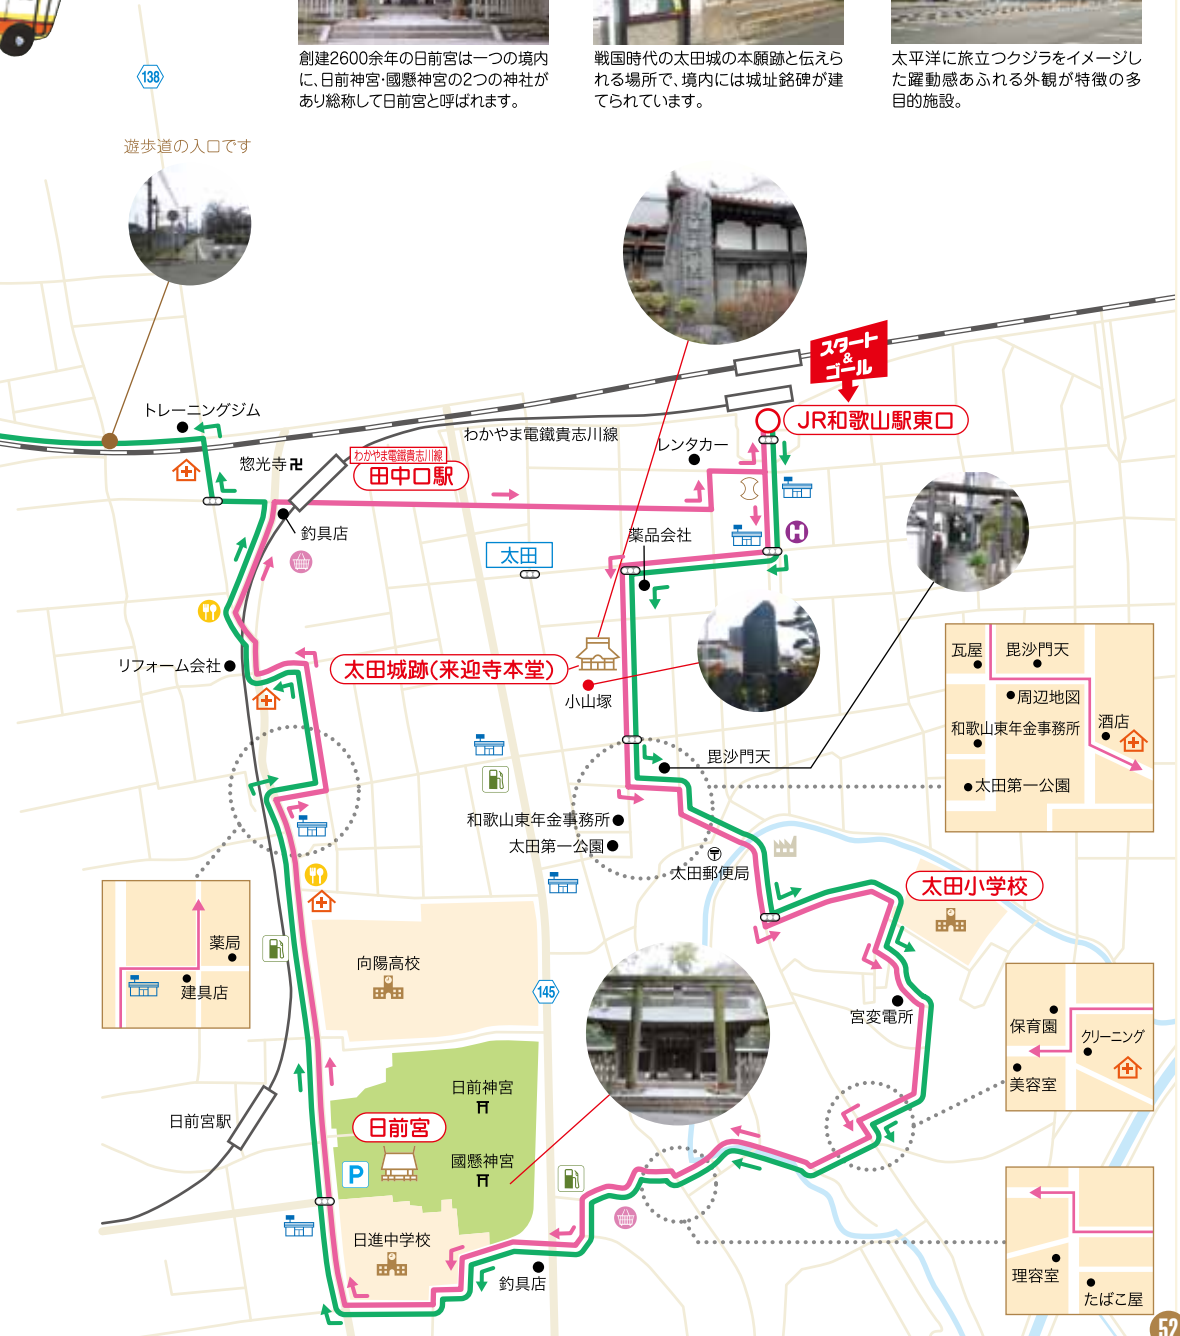 創建2600余年の日前宮は一つの境内
に、日前神宮・國懸神宮の2つの神社が
あり総称して日前宮と呼ばれます。
戦国時代の太田城の本願跡と伝えら
れる場所で、境内には城址銘碑が建
てられています。
太平洋に旅立つクジラをイメージし
た躍動感あふれる外観が特徴の多
目的施設。
138
遊歩道の入口です
スタート
&
ゴール
トレーニングジム
JR和歌山駅東口
わかやま電鐵貴志川線
レンタカー
わかやま電鐵貴志川線
田中口駅
惣光寺卍
釣具店
薬品会社
H
太田
リフォーム会社
太田城跡(来迎寺本堂)
小山塚
瓦屋
毘沙門天
周辺地図
和歌山東年金事務所
酒店
太田第一公園
毘沙門天
和歌山東年金事務所
太田第一公園
太田郵便局
太田小学校
薬局
建具店
向陽高校
145
宮変電所
保育園
クリーニング
美容室
日前神宮
日前宮駅
日前宮
國懸神宮
P
日進中学校
釣具店
理容室
たばこ屋
52